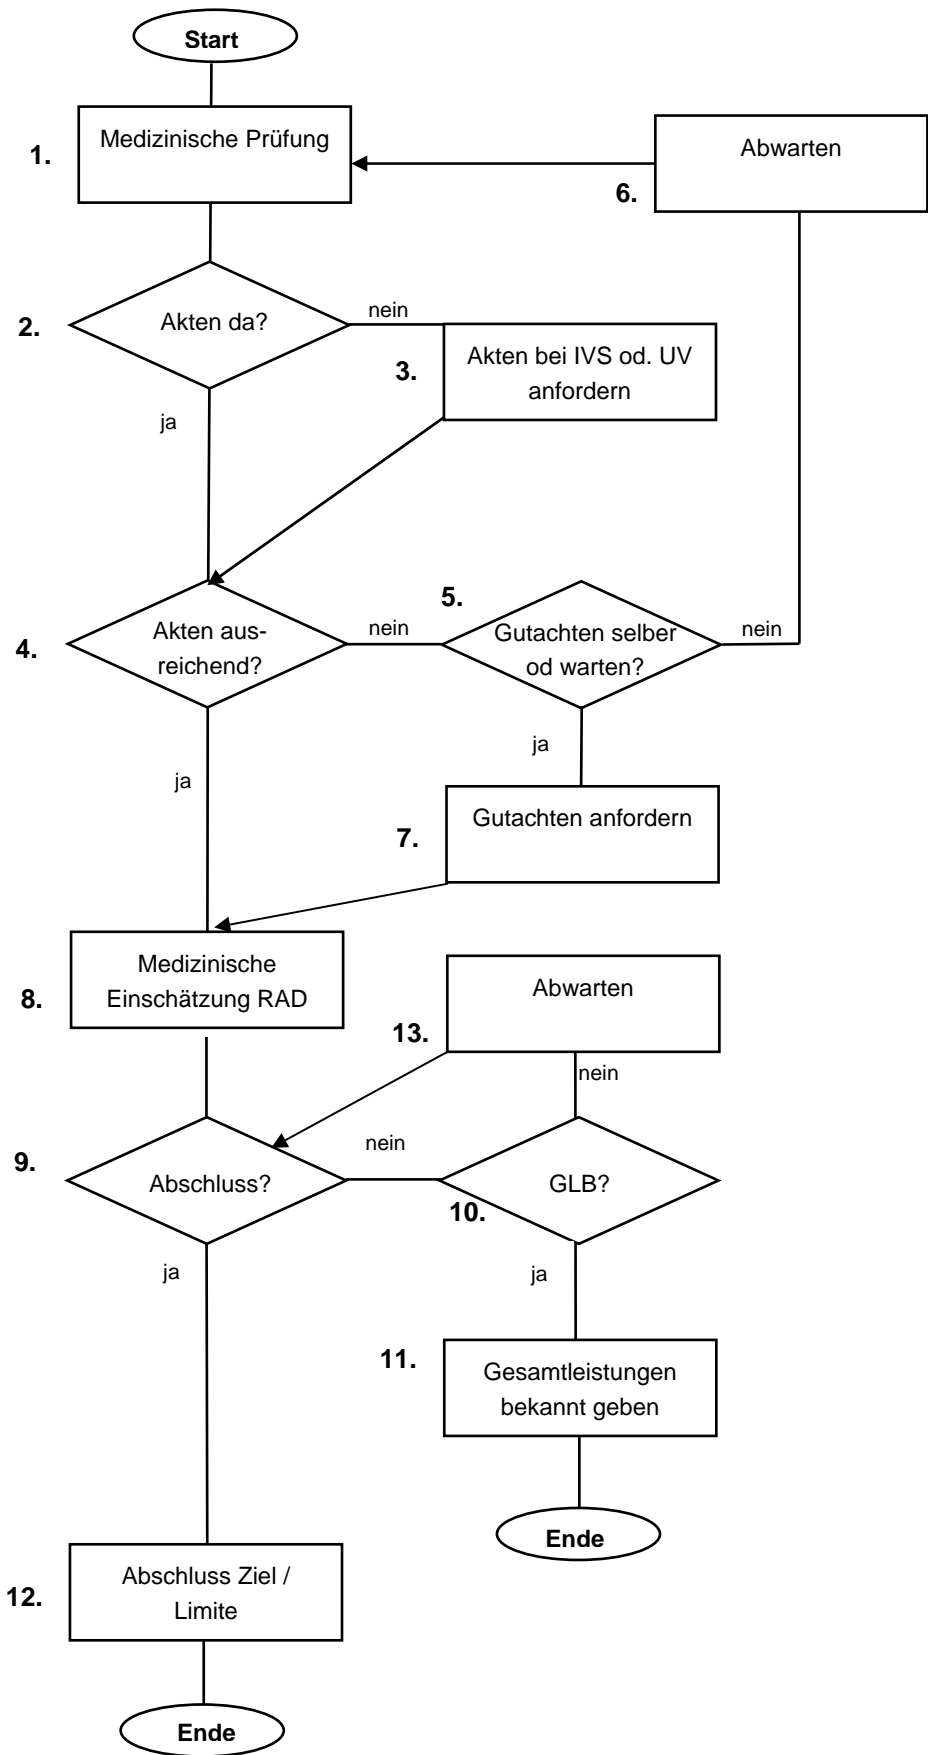 Start
1.
Medizinische Prüfung
Abwarten
6.
2.
Akten da?
nein
3.
Akten bei IVS od. UV
anfordern
ja
4.
Akten aus-
reichend?
nein
5.
Gutachten selber
od warten?
nein
ja
ja
7.
Gutachten anfordern
8.
Medizinische
Einschätzung RAD
13.
Abwarten
nein
9.
Abschluss?
nein
10.
GLB?
ja
ja
11.
Gesamtleistungen
bekannt geben
Ende
12.
Abschluss Ziel /
Limite
Ende